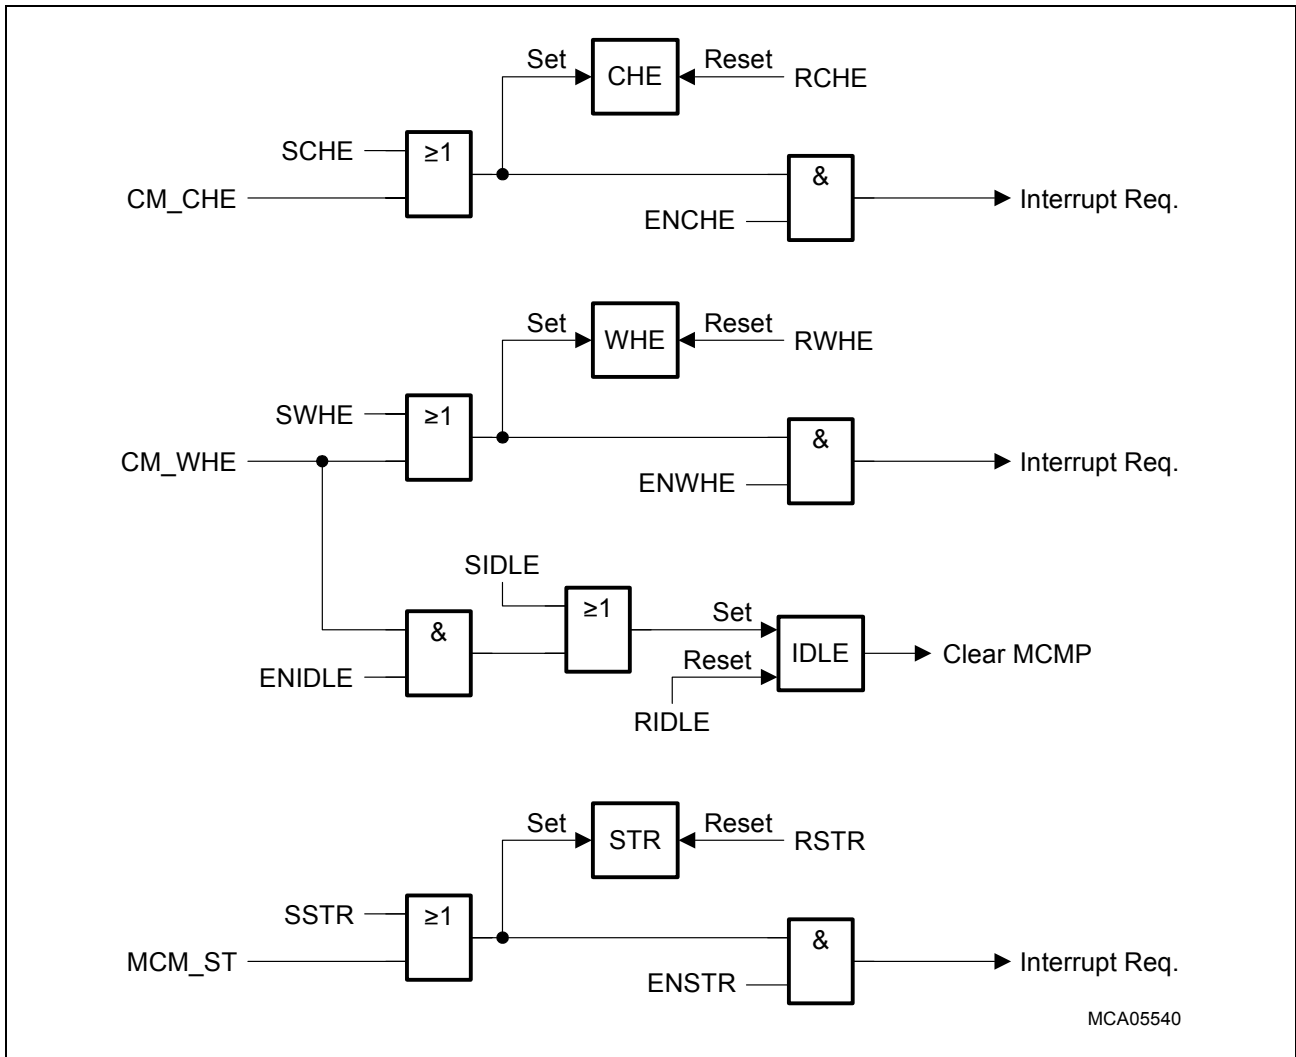 Set CHE Reset RCHE
SCHE ≥1
CM_CHE & Interrupt Req.
ENCHE
Set WHE Reset RWHE
SWHE ≥1
CM_WHE & Interrupt Req.
ENWHE
SIDLE
≥1
& Set IDLE Clear MCMP
ENIDLE Reset
RIDLE
Set STR Reset RSTR
SSTR ≥1
MCM_ST & Interrupt Req.
ENSTR
MCA05540